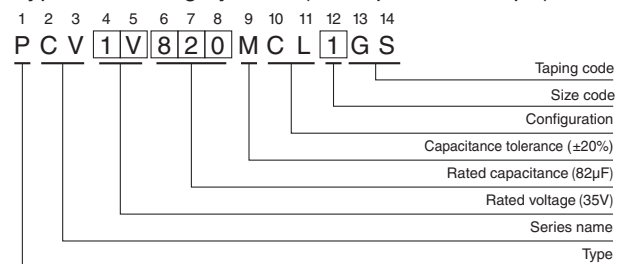 1 2 3 4 5 6 7 8 9 10 11 12 13 14
P C V 1 V 8 2 0 M C L 1 G S
Taping code
Size code
Configuration
Capacitance tolerance (±20%)
Rated capacitance (82µF)
Rated voltage (35V)
Series name
Type